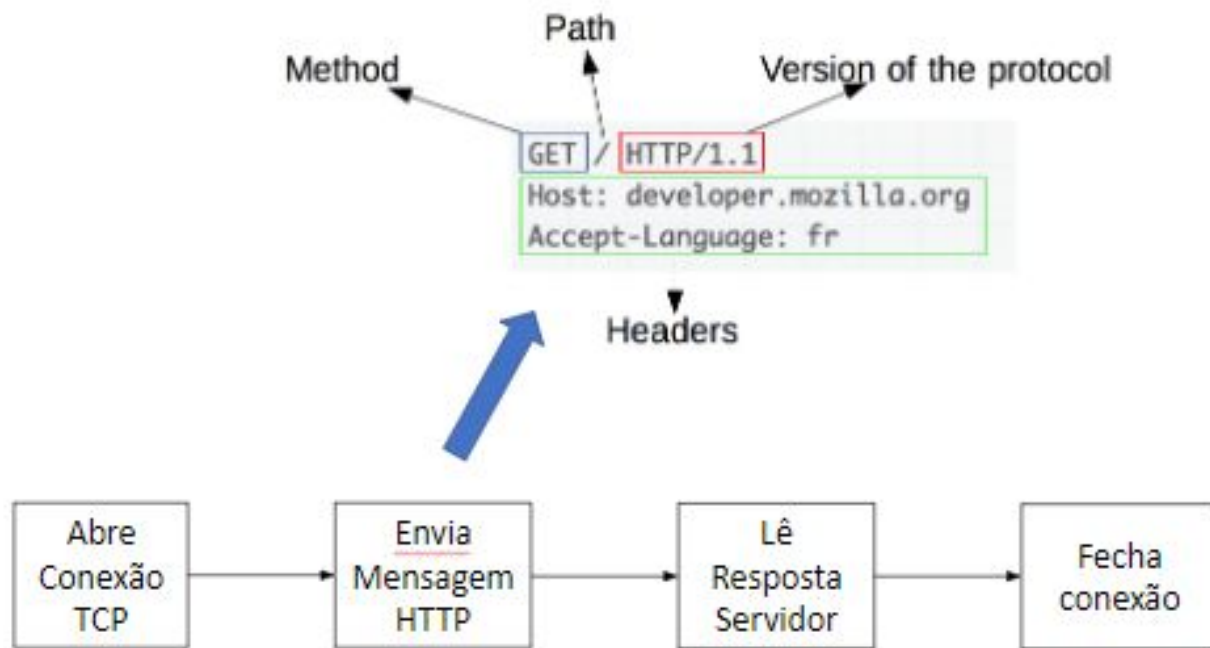 Path
Method
Version of the protocol
GET / HTTP/1.1
Host: developer.mozilla.org
Accept-Language: fr
Headers
Abre
Conexão
TCP
Envia
Mensagem
HTTP
Lê
Resposta
Servidor
Fecha
conexão